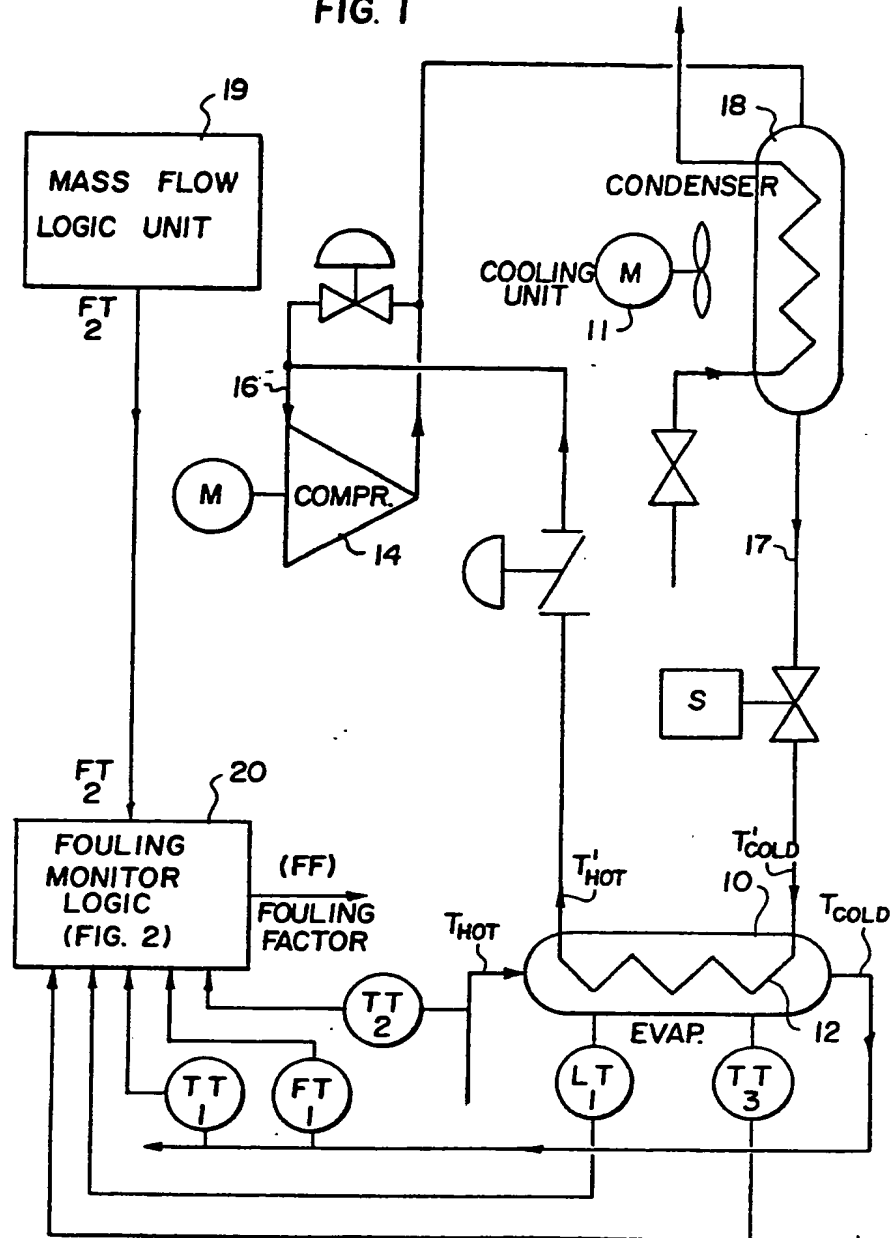 FIG. 1
19
MASS FLOW
LOGIC UNIT
FT
2
18
CONDENSER
COOLING
UNIT
M
11
16
M
COMPR.
14
17
S
FT
2
20
FOULING
MONITOR
LOGIC
(FIG. 2)
(FF)
FOULING
FACTOR
T'HOT
T'COLD
10
THOT
TCOLD
TT
2
EVAP.
12
TT
1
FT
1
LT
1
TT
3